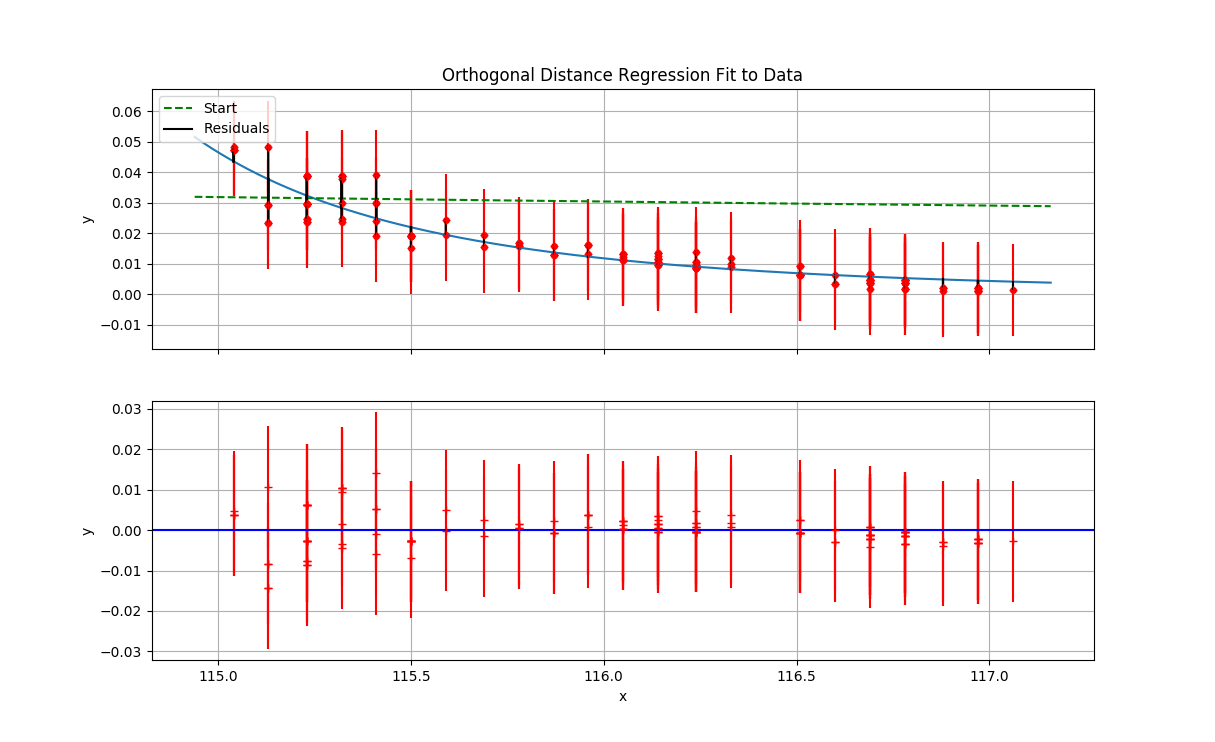 Orthogonal Distance Regression Fit to Data
Start
Residuals
0.06
0.05
0.04
0.03
0.02
0.01
0.00
−0.01
y
0.03
0.02
0.01
0.00
−0.01
−0.02
−0.03
y
115.0 115.5 116.0 116.5 117.0
x